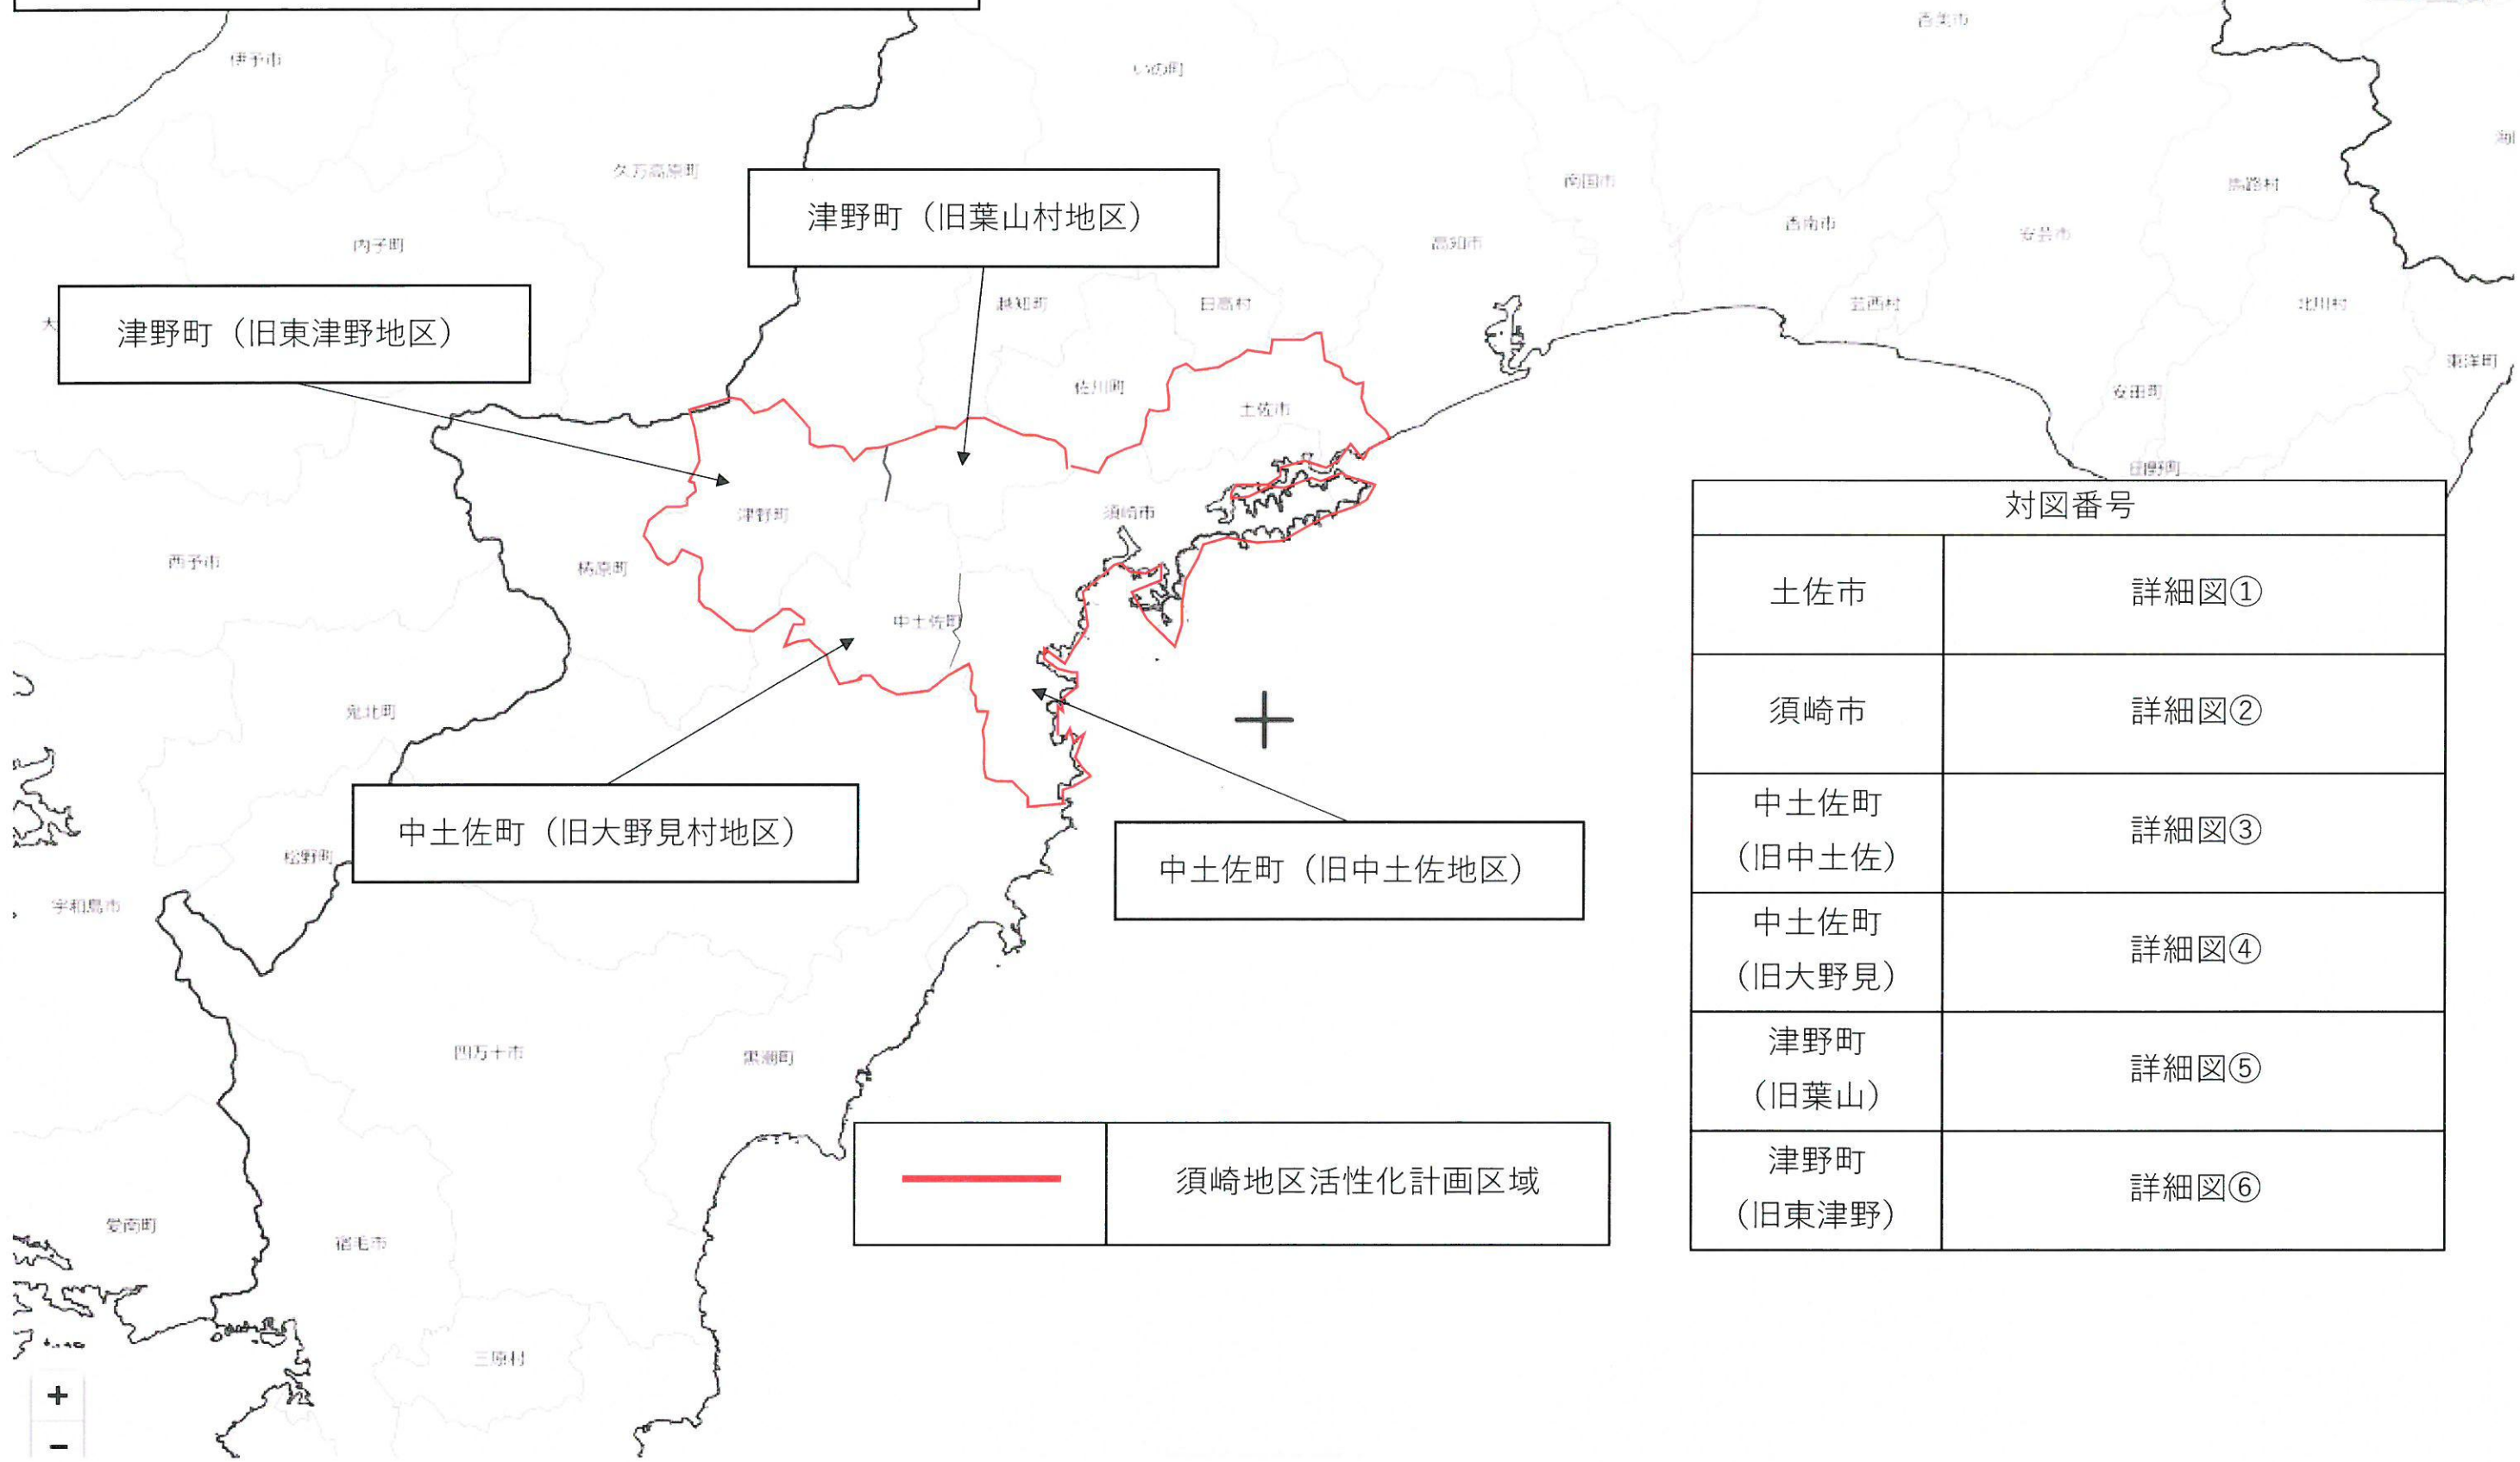 香美市
伊予市
いの町
久万高原町
南国市
馬路村
津野町（旧葉山村地区）
香南市
安芸市
高知市
内子町
越知町
日高村
芸西村
北川村
津野町（旧東津野地区）
東洋町
佐川町
安田町
土佐市
田野町
対図番号
津野町
須崎市
西予市
梼原町
土佐市
詳細図①
中土佐町
須崎市
詳細図②
鬼北町
中土佐町
（旧中土佐）
詳細図③
中土佐町（旧大野見村地区）
松野町
中土佐町（旧中土佐地区）
宇和島市
中土佐町
（旧大野見）
詳細図④
四万十市
黒潮町
津野町
（旧葉山）
詳細図⑤
須崎地区活性化計画区域
津野町
（旧東津野）
詳細図⑥
愛南町
宿毛市
三原村
+
−